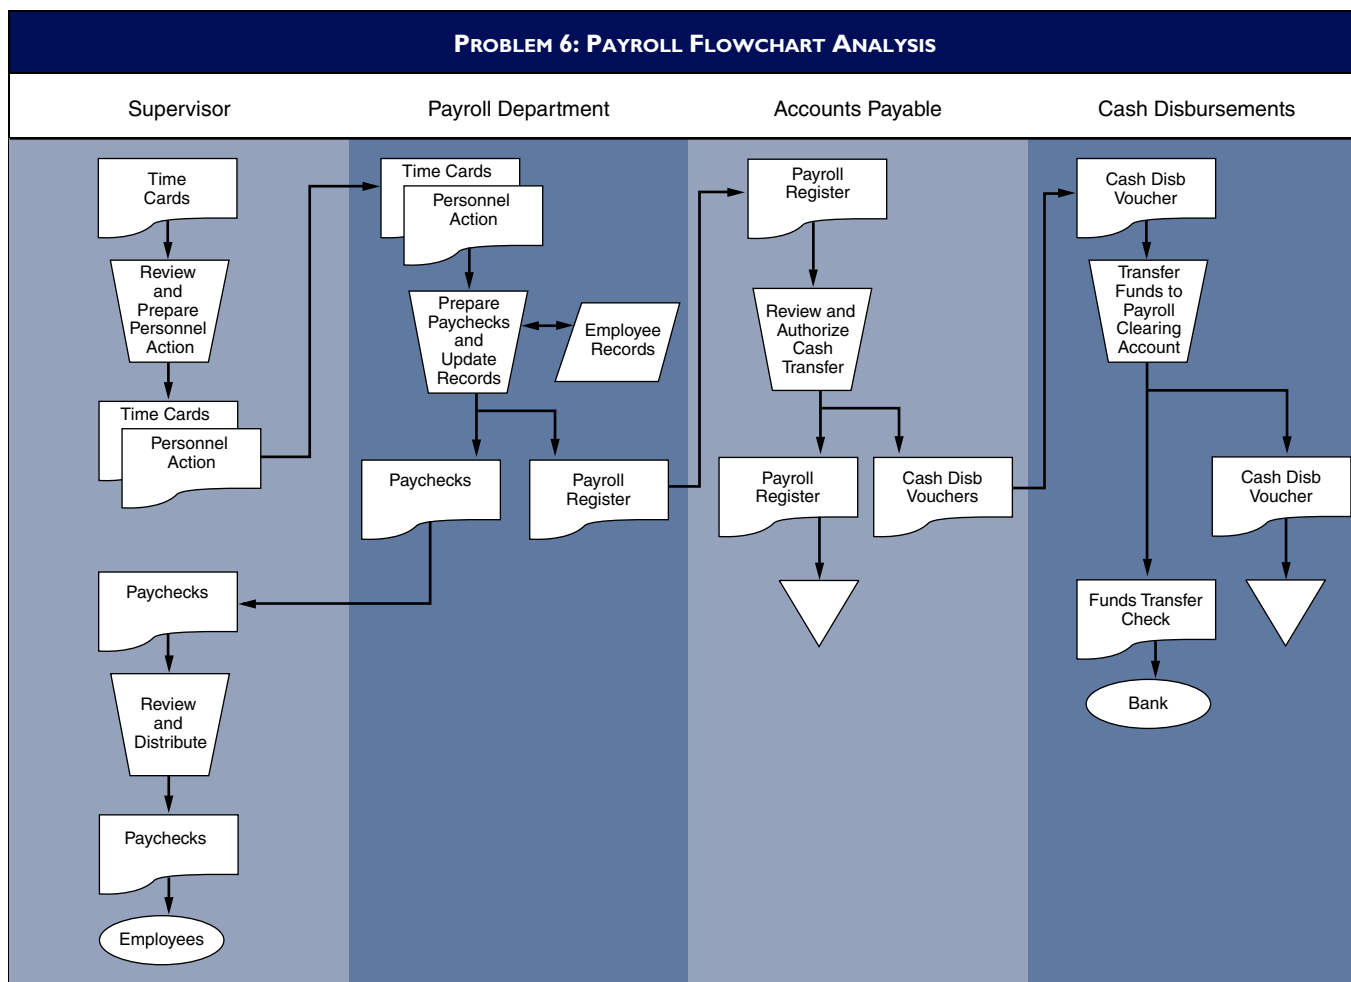 PROBLEM 6: PAYROLL FLOWCHART ANALYSIS
Supervisor
Payroll Department
Accounts Payable
Cash Disbursements
Time
Cards
Review
and
Prepare
Personnel
Action
Time Cards
Personnel
Action
Paychecks
Review
and
Distribute
Paychecks
Employees
Time Cards
Personnel
Action
Prepare
Paychecks
and
Update
Records
Employee
Records
Paychecks
Payroll
Register
Payroll
Register
Review and
Authorize
Cash
Transfer
Payroll
Register
Cash Disb
Vouchers
Cash Disb
Voucher
Transfer
Funds to
Payroll
Clearing
Account
Cash Disb
Voucher
Funds Transfer
Check
Bank